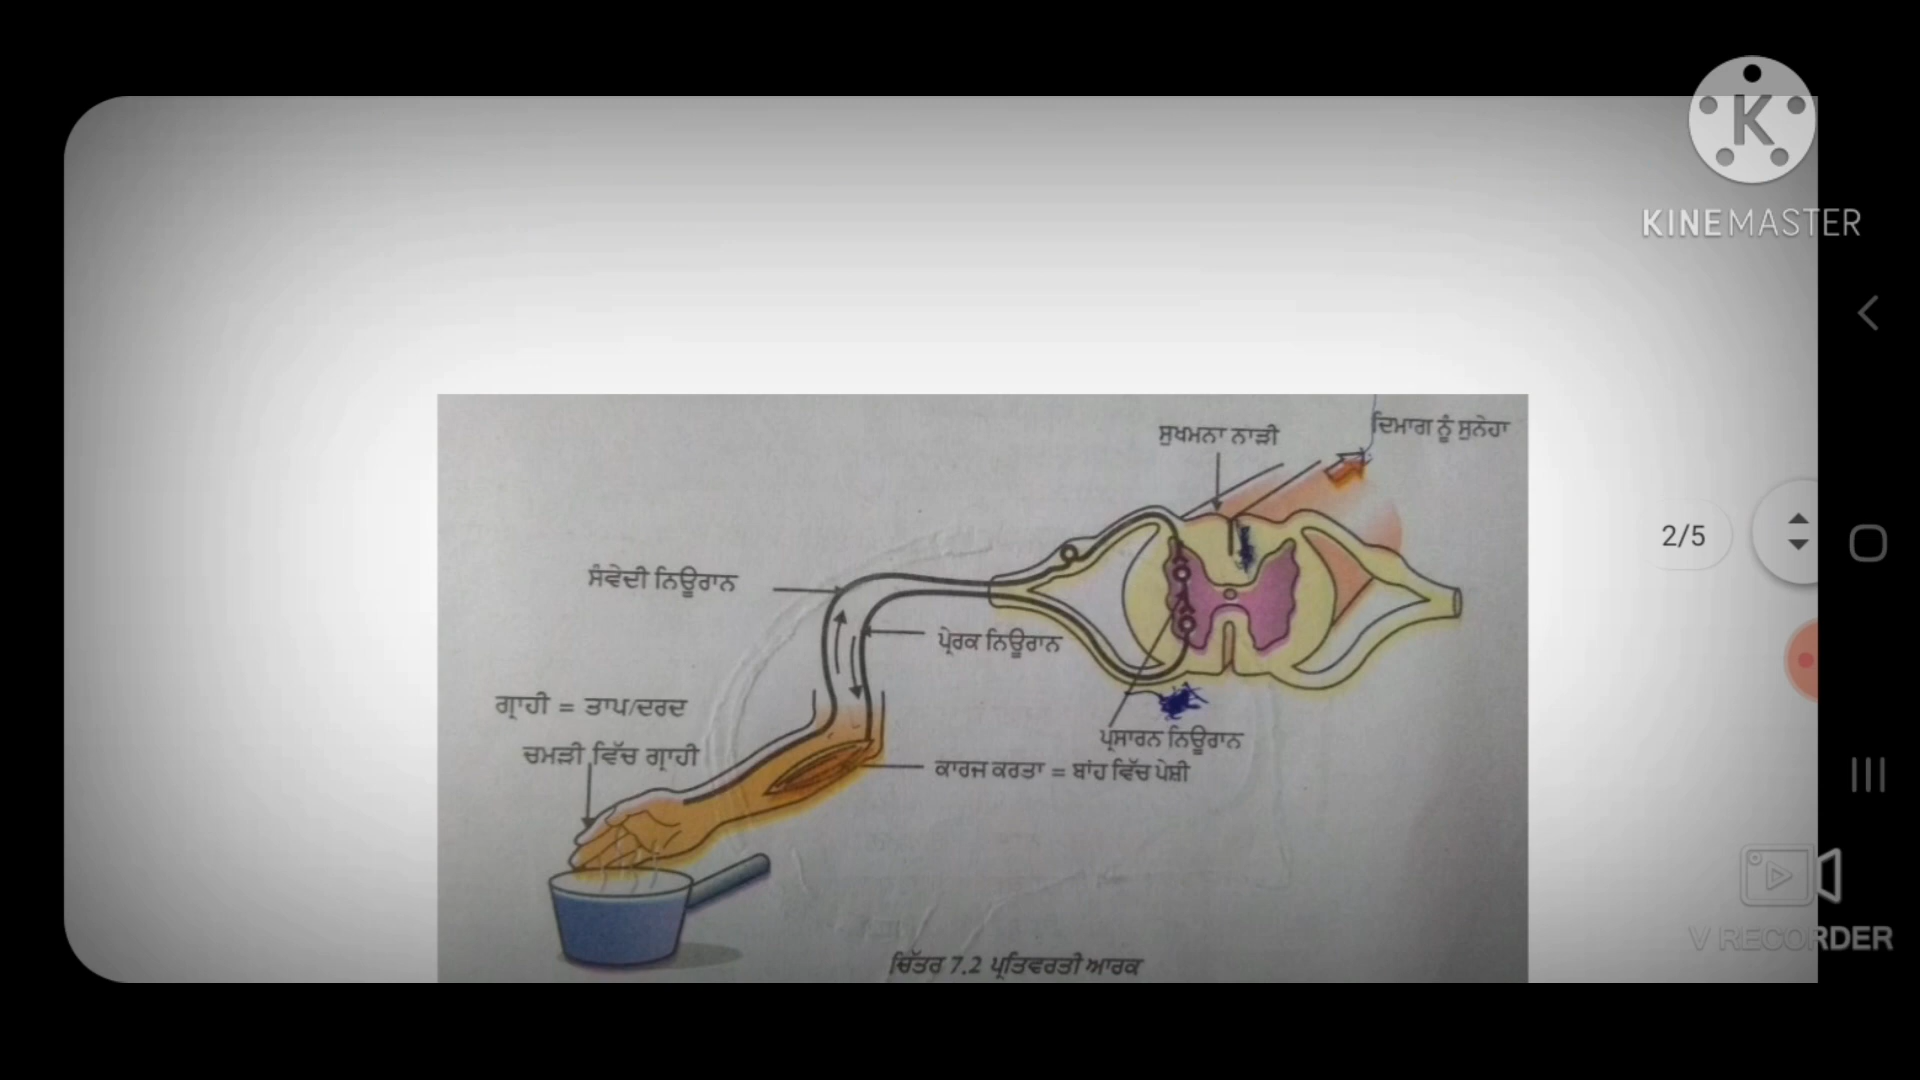 KINEMASTER
ਸੁਖਮਨਾ ਨਾੜੀ
ਦਿਮਾਗ ਨੂੰ ਸੁਨੇਹਾ
2/5
ਸੰਵੇਦੀ ਨਿਊਰਾਨ
ਪ੍ਰੇਰਕ ਨਿਊਰਾਨ
ਗ੍ਰਾਹੀ = ਤਾਪ/ਦਰਦ
ਚਮੜੀ ਵਿੱਚ ਗ੍ਰਾਹੀ
ਪ੍ਰਸਾਰਨ ਨਿਊਰਾਨ
ਕਾਰਜ ਕਰਤਾ = ਬਾਂਹ ਵਿੱਚ ਪੇਸ਼ੀ
V RECORDER
ਚਿੱਤਰ 7.2 ਪ੍ਰਤਿਵਰਤੀ ਆਰਕ